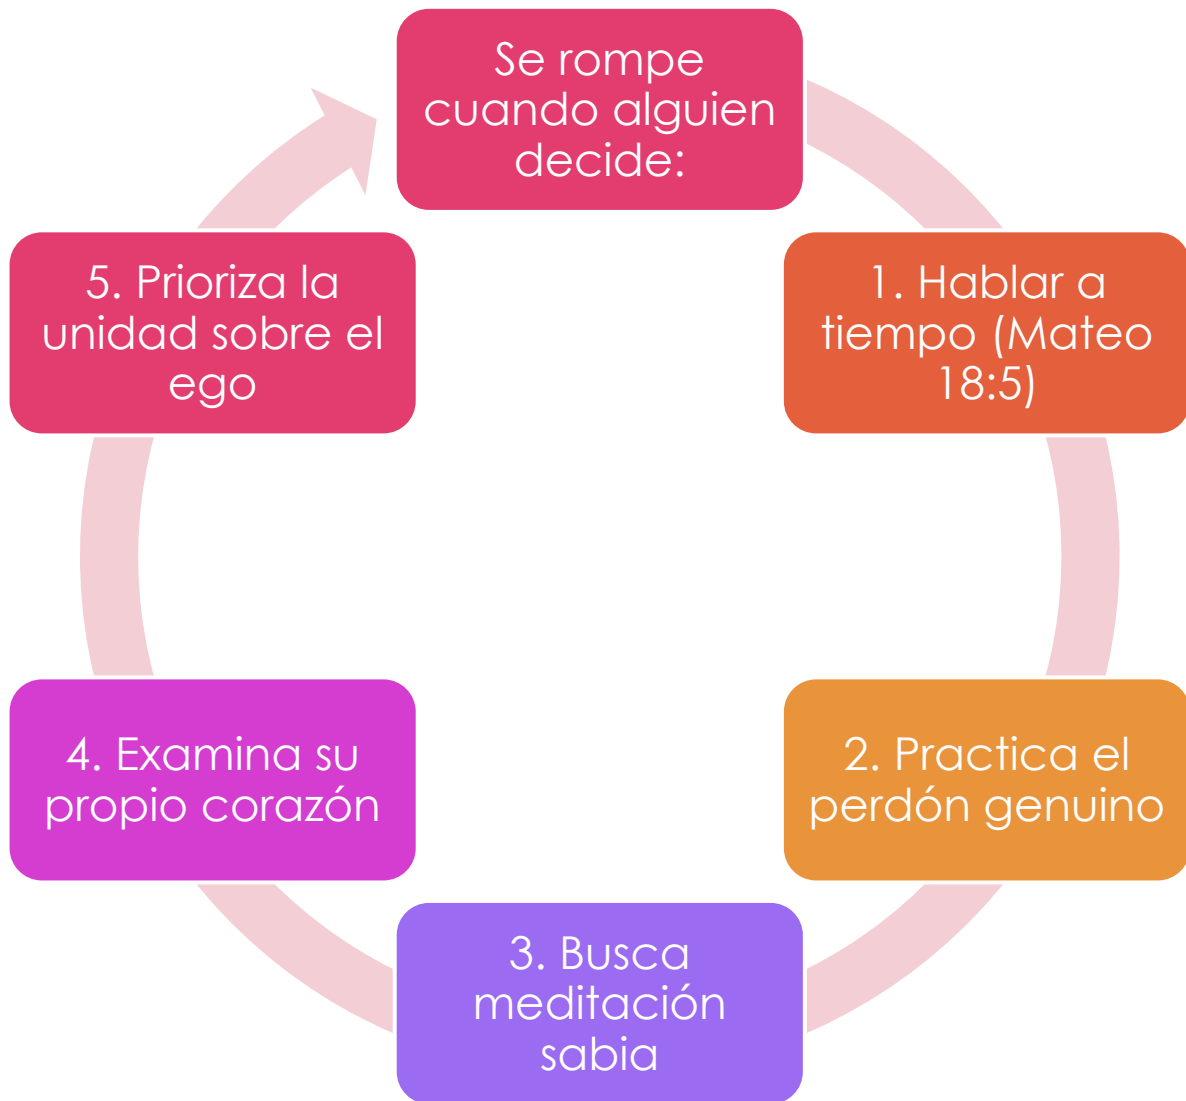 Se rompe
cuando alguien
decide:
1. Hablar a
tiempo (Mateo
18:5)
2. Practica el
perdón genuino
3. Busca
meditación
sabia
4. Examina su
propio corazón
5. Prioriza la
unidad sobre el
ego